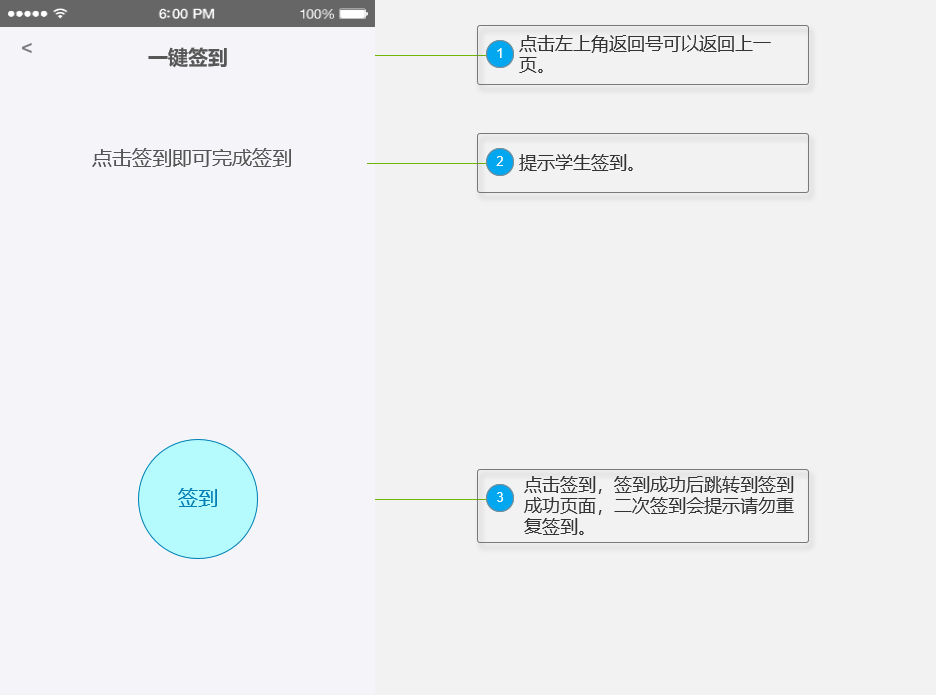 6:00 PM
100%
<
一键签到
点击签到即可完成签到
签到
1
点击左上角返回号可以返回上一
页。
2
提示学生签到。
3
点击签到，签到成功后跳转到签到
成功页面，二次签到会提示请勿重
复签到。